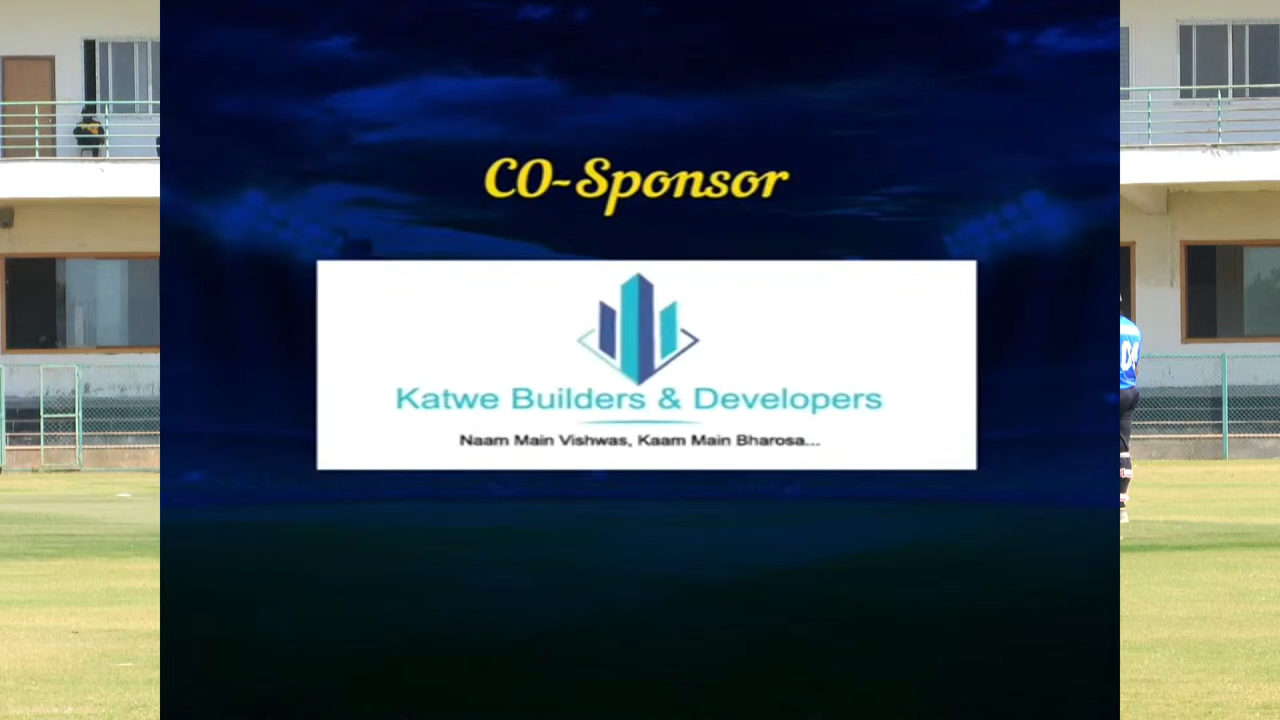 CO-Sponsor
Katwe Builders & Developers
Naam Main Vishwas, Kaam Main Bharosa...